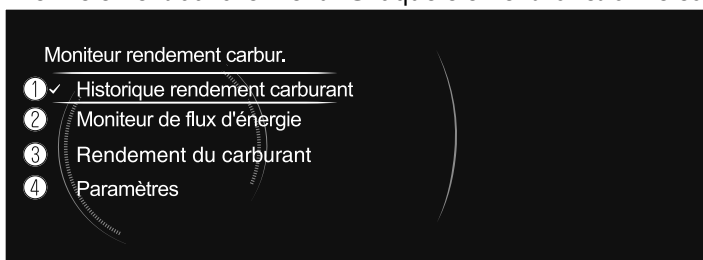 Moniteur rendement carbur.
1 ✓ Historique rendement carburant
2 Moniteur de flux d'énergie
3 Rendement du carburant
4 Paramètres